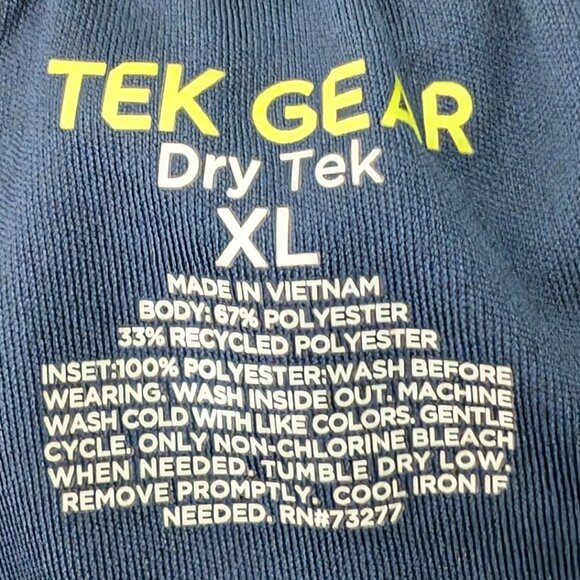 TEK GEAR
Dry Tek
XL
MADE IN VIETNAM
BODY: 67% POLYESTER
33% RECYCLED POLYESTER
INSET:100% POLYESTER:WASH BEFORE
WEARING. WASH INSIDE OUT. MACHINE
WASH COLD WITH LIKE COLORS. GENTLE
CYCLE. ONLY NON-CHLORINE BLEACH
WHEN NEEDED. TUMBLE DRY LOW.
REMOVE PROMPTLY. COOL IRON IF
NEEDED. RN#73277